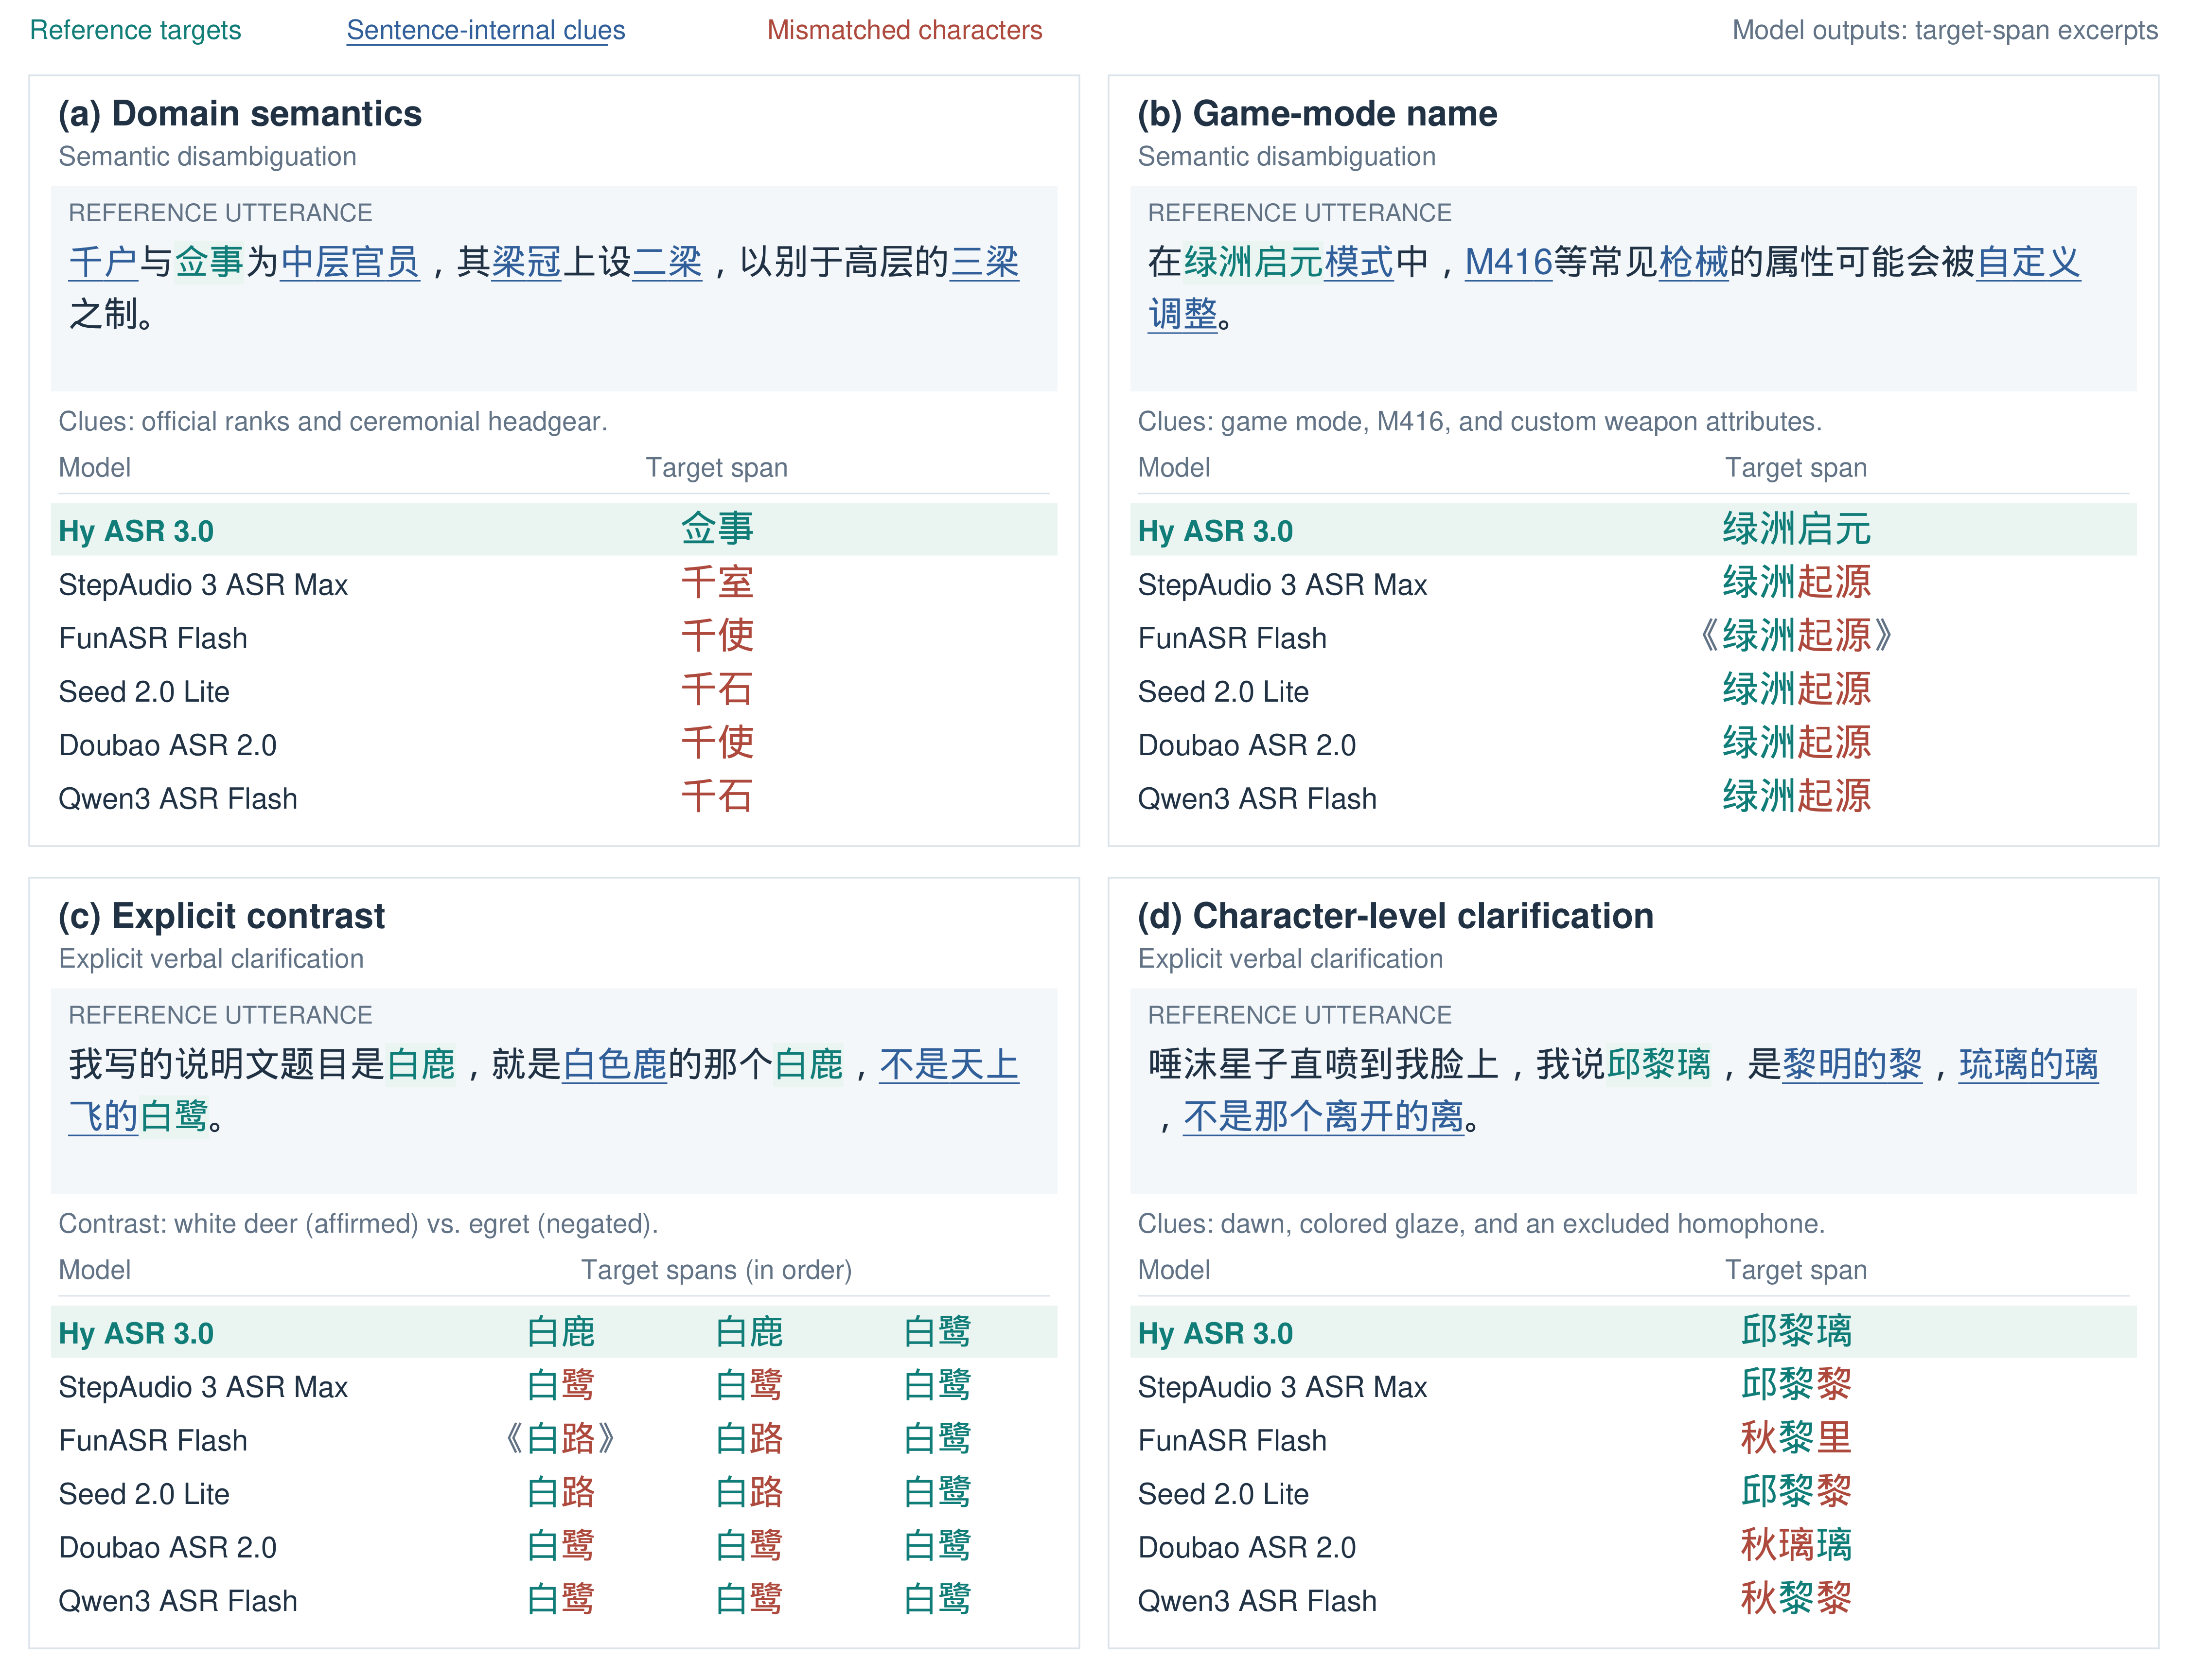 Reference targets Sentence-internal clues Mismatched characters Model outputs: target-span excerpts
(a) Domain semantics
Semantic disambiguation
REFERENCE UTTERANCE
千户与佥事为中层官员，其梁冠上设二梁，以别于高层的三梁
之制。
Clues: official ranks and ceremonial headgear.
Model Target span
Hy ASR 3.0 佥事
StepAudio 3 ASR Max 千室
FunASR Flash 千使
Seed 2.0 Lite 千石
Doubao ASR 2.0 千使
Qwen3 ASR Flash 千石
(b) Game-mode name
Semantic disambiguation
REFERENCE UTTERANCE
在绿洲启元模式中，M416等常见枪械的属性可能会被自定义
调整。
Clues: game mode, M416, and custom weapon attributes.
Model Target span
Hy ASR 3.0 绿洲启元
StepAudio 3 ASR Max 绿洲起源
FunASR Flash 《绿洲起源》
Seed 2.0 Lite 绿洲起源
Doubao ASR 2.0 绿洲起源
Qwen3 ASR Flash 绿洲起源
(c) Explicit contrast
Explicit verbal clarification
REFERENCE UTTERANCE
我写的说明文题目是白鹿，就是白色鹿的那个白鹿，不是天上
飞的白鹭。
Contrast: white deer (affirmed) vs. egret (negated).
Model Target spans (in order)
Hy ASR 3.0 白鹿 白鹿 白鹭
StepAudio 3 ASR Max 白鹭 白鹭 白鹭
FunASR Flash 《白路》 白路 白鹭
Seed 2.0 Lite 白路 白路 白鹭
Doubao ASR 2.0 白鹭 白鹭 白鹭
Qwen3 ASR Flash 白鹭 白鹭 白鹭
(d) Character-level clarification
Explicit verbal clarification
REFERENCE UTTERANCE
唾沫星子直喷到我脸上，我说邱黎璃，是黎明的黎，琉璃的璃
，不是那个离开的离。
Clues: dawn, colored glaze, and an excluded homophone.
Model Target span
Hy ASR 3.0 邱黎璃
StepAudio 3 ASR Max 邱黎黎
FunASR Flash 秋黎里
Seed 2.0 Lite 邱黎黎
Doubao ASR 2.0 秋璃璃
Qwen3 ASR Flash 秋黎黎